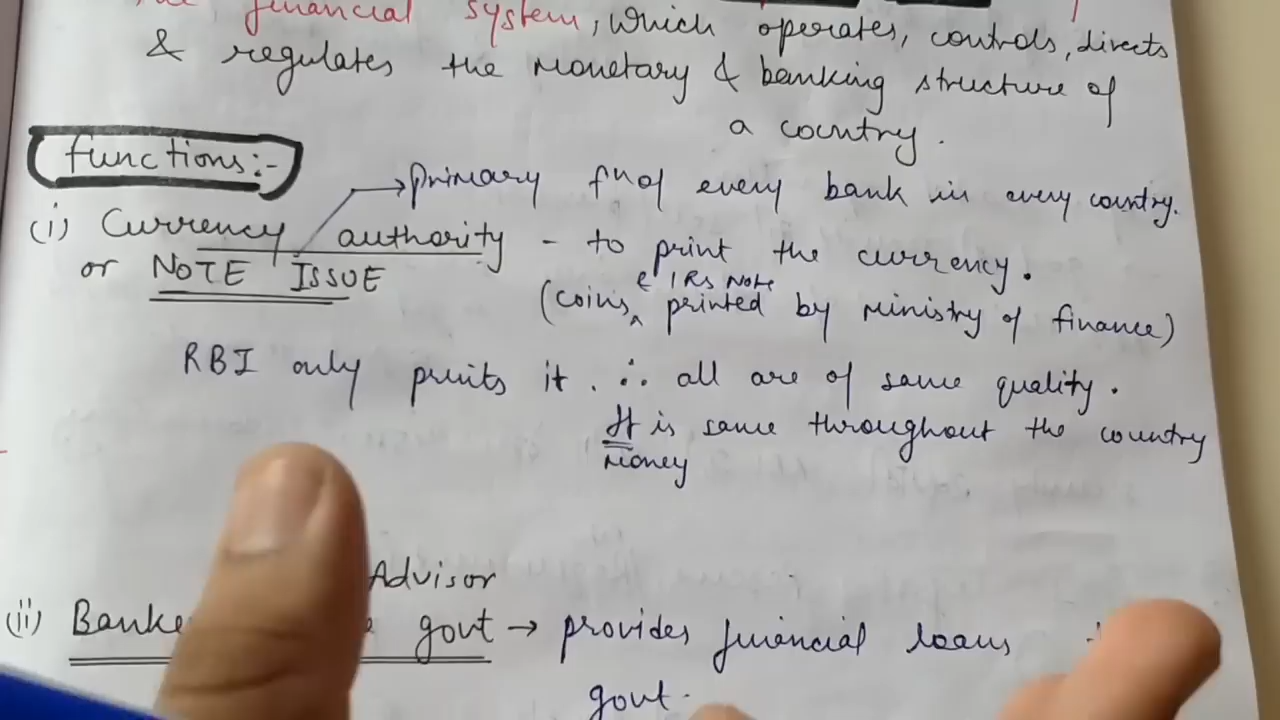 financial system, which operates, controls, directs
& regulates the monetary & banking structure of
a country.
functions:-
→ primary fn of every bank in every country.
(i) Currency authority - to print the currency.
or NOTE ISSUE
& 1 Rs Note
(coins ^ printed by ministry of finance)
RBI only prints it. ∴ all are of same quality.
It is same throughout the country
money
Advisor
(ii) govt → provides financial loans
govt.